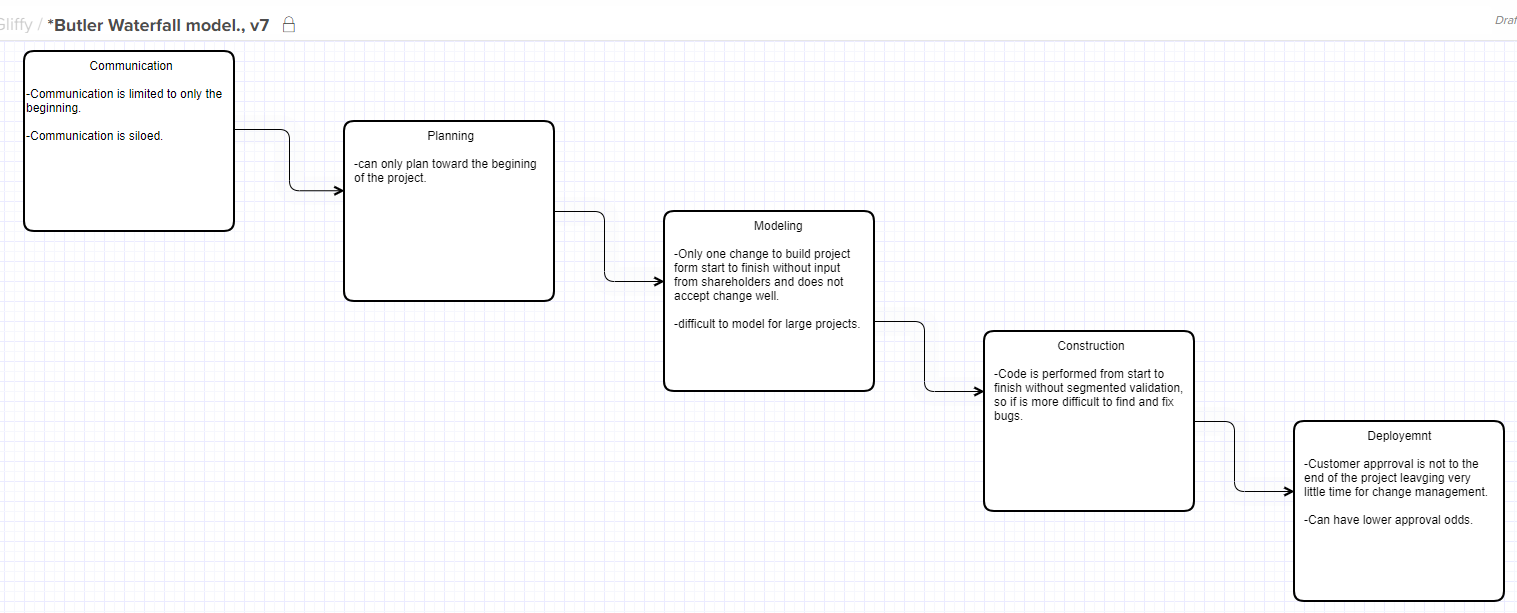 Gliffy / *Butler Waterfall model., v7
Draf
Communication
-Communication is limited to only the
beginning.
-Communication is siloed.
Planning
-can only plan toward the begining
of the project.
Modeling
-Only one change to build project
form start to finish without input
from shareholders and does not
accept change well.
-difficult to model for large projects.
Construction
-Code is performed from start to
finish without segmented validation,
so if is more difficult to find and fix
bugs.
Deployemnt
-Customer apprroval is not to the
end of the project leavging very
little time for change management.
-Can have lower approval odds.